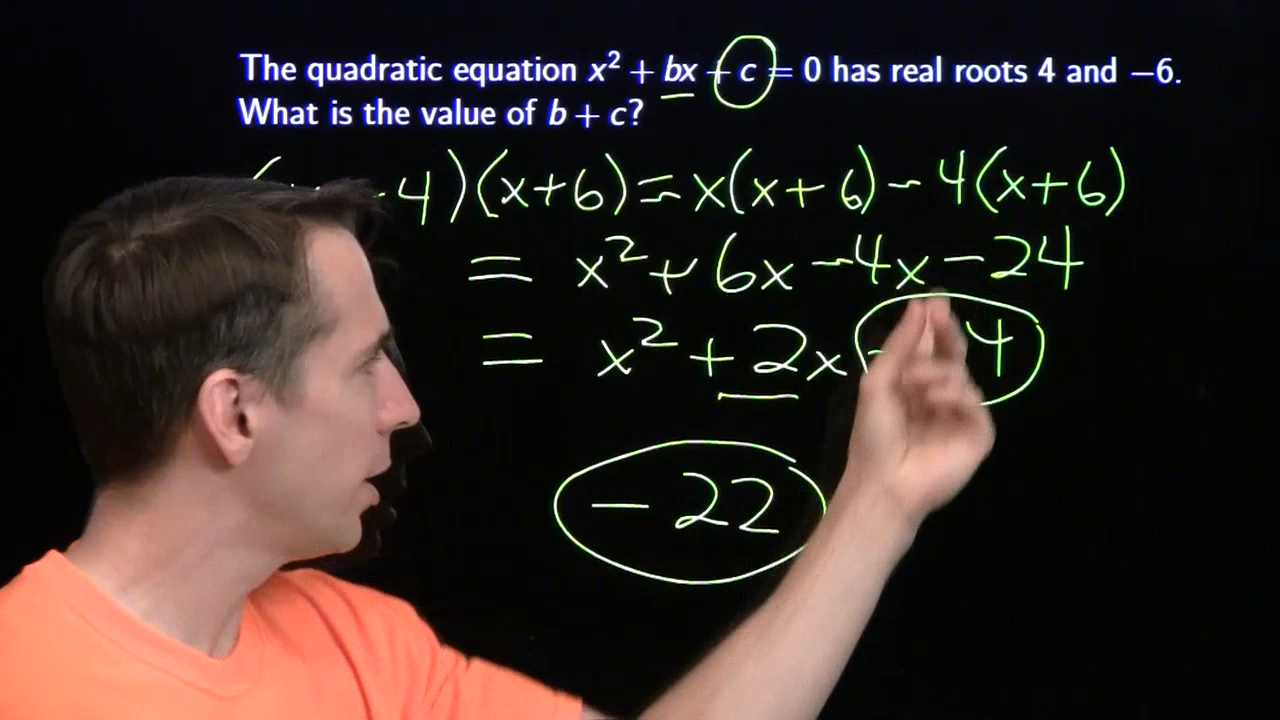 The quadratic equation x² + bx + c = 0 has real roots 4 and −6.
What is the value of b + c?
−4)(x+6) = x(x+6) − 4(x+6)
= x² + 6x − 4x − 24
= x² + 2x 4
−22